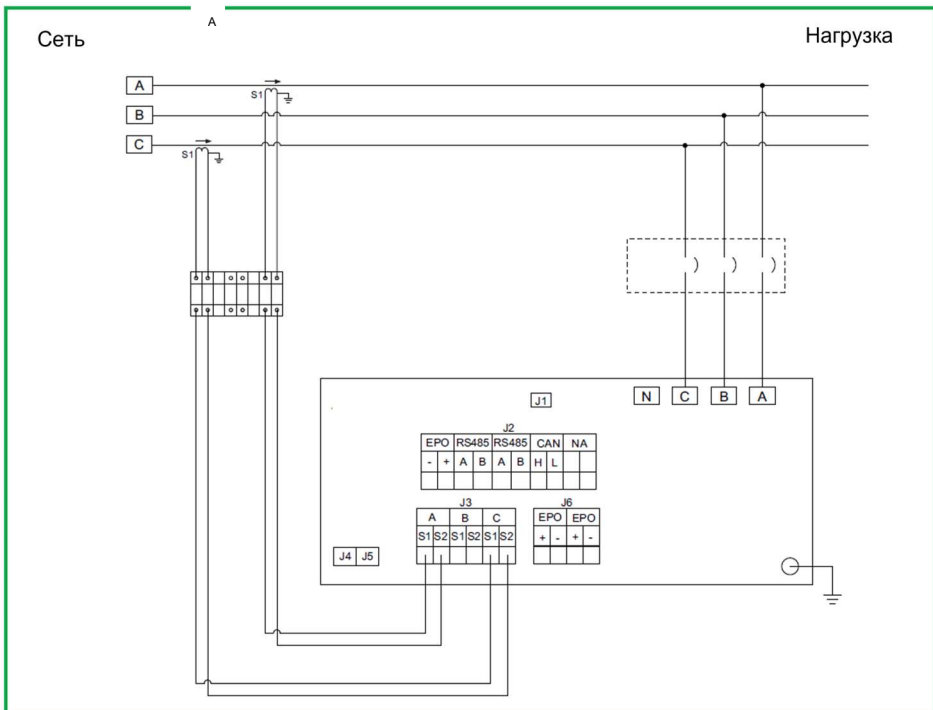 A
Сеть
Нагрузка
A
S1
B
C
S1
N C B A
J1
J2
EPO RS485 RS485 CAN NA
- + A B A B H L
J3
J6
A B C
EPO EPO
S1 S2 S1 S2 S1 S2
+ - + -
J4 J5